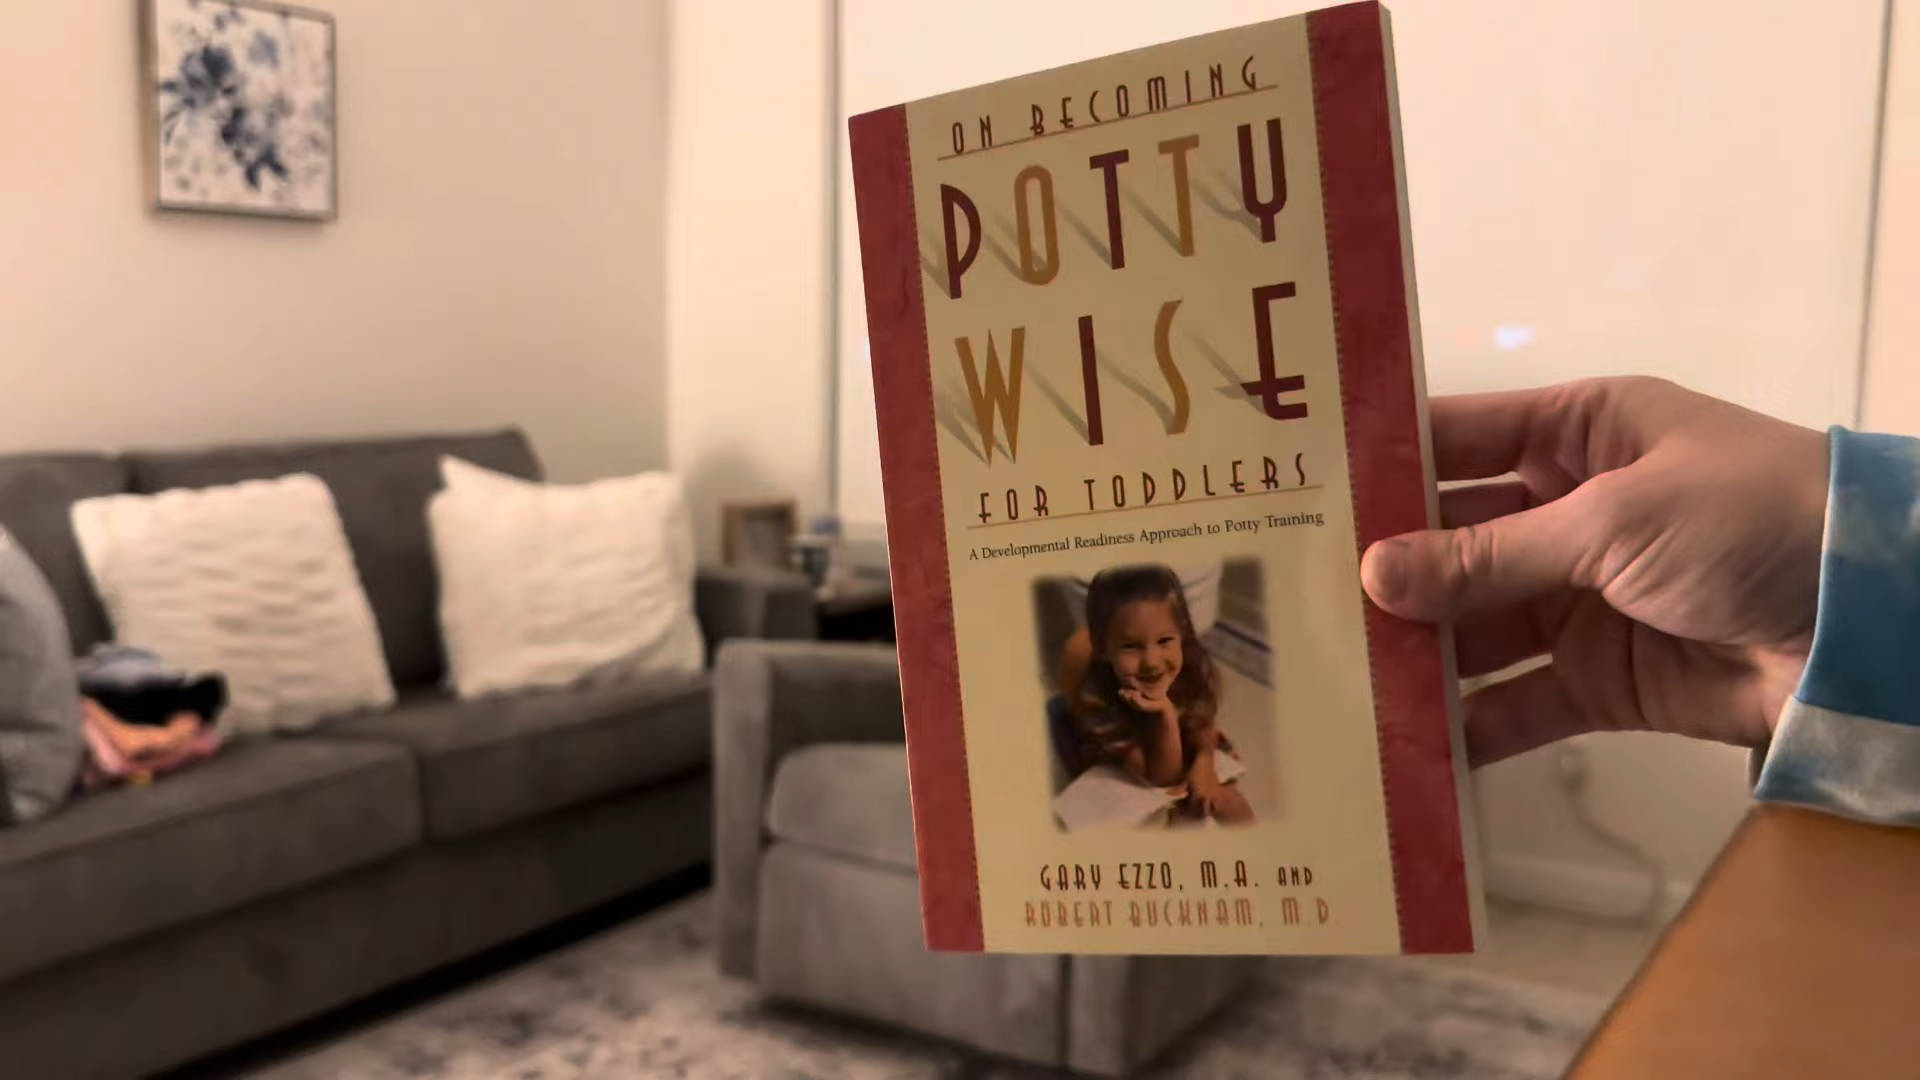 ON BECOMING
POTTY
WISE
FOR TODDLERS
A Developmental Readiness Approach to Potty Training
GARY EZZO, M.A. AND
ROBERT BUCKNAM, M.D.